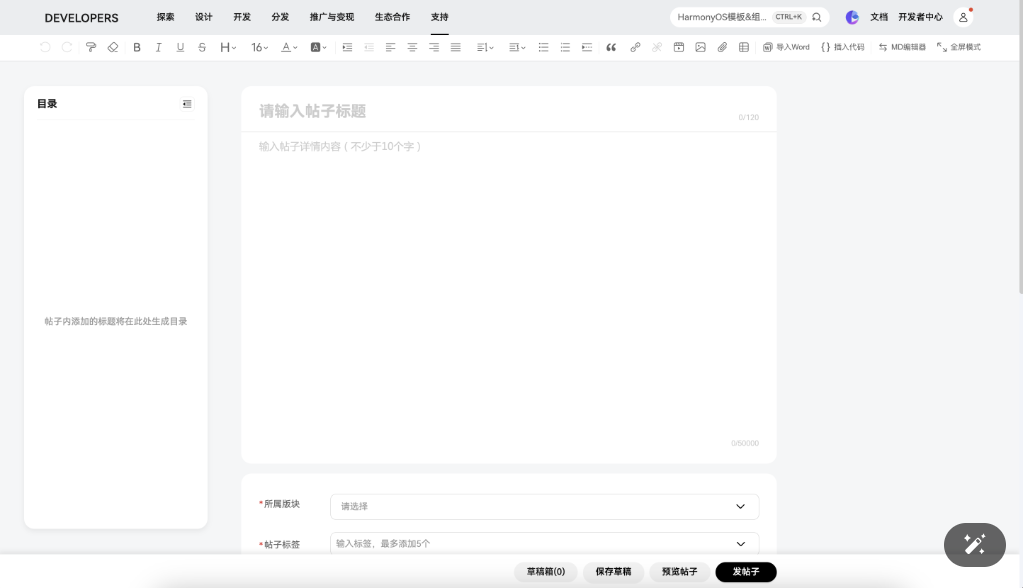 DEVELOPERS 探索 设计 开发 分发 推广与变现 生态合作 支持 HarmonyOS模板&组... CTRL+K 文档 开发者中心
B I U S H 16 A A 导入Word {} 插入代码 MD编辑器 全屏模式
目录
请输入帖子标题
0/120
输入帖子详情内容（不少于10个字）
帖子内添加的标题将在此处生成目录
0/50000
*所属版块 请选择
*帖子标签 输入标签，最多添加5个
草稿箱(0) 保存草稿 预览帖子 发帖子